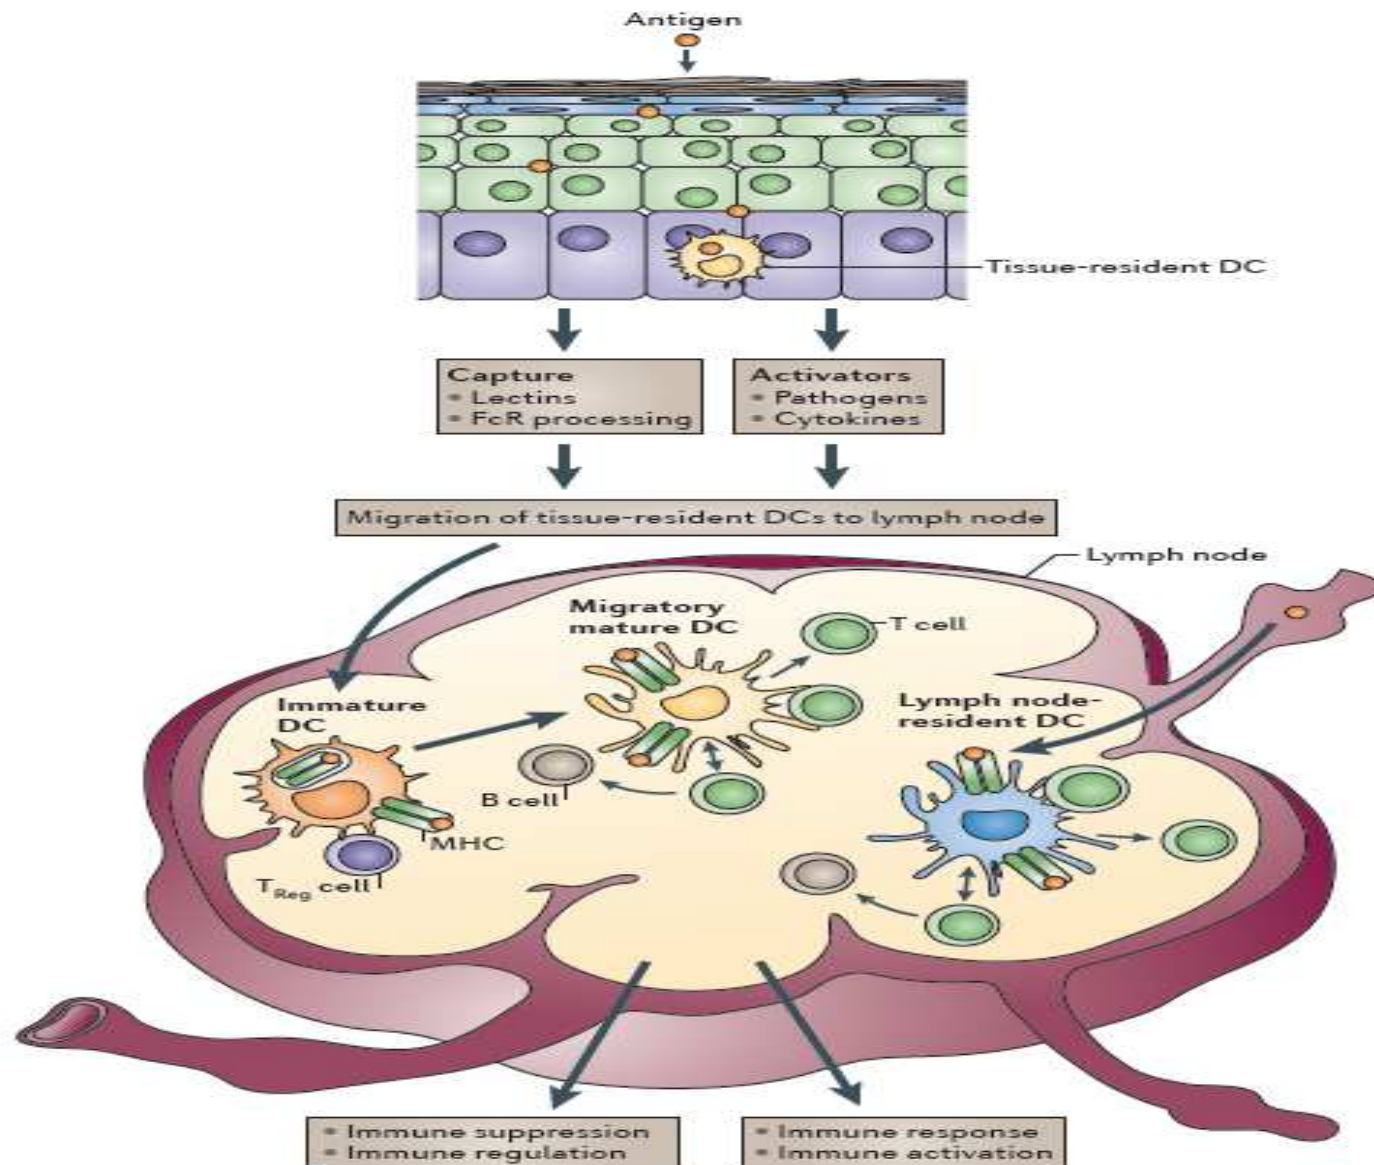 Antigen
Tissue-resident DC
Capture
• Lectins
• FcR processing
Activators
• Pathogens
• Cytokines
Migration of tissue-resident DCs to lymph node
Lymph node
Migratory
mature DC
T cell
Immature
DC
Lymph node-
resident DC
B cell
MHC
TReg cell
• Immune suppression
• Immune regulation
• Immune response
• Immune activation